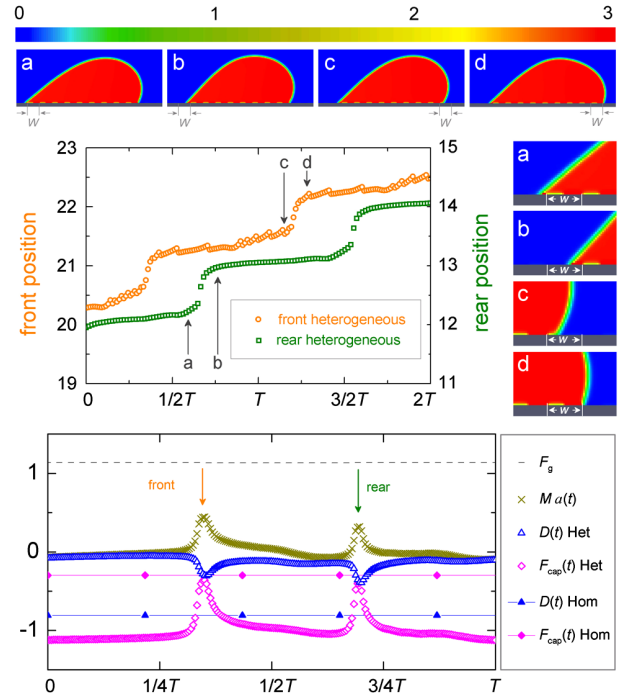 0 1 2 3
a b c d
W W W W
23 15
22 14
21 13
20 12
19 11
front position
rear position
c d
a b
front heterogeneous
rear heterogeneous
0 1/2T T 3/2T 2T
a
W
b
W
c
W
d
W
1
0
-1
front rear
0 1/4T 1/2T 3/4T T
Fg
Ma(t)
D(t) Het
Fcap(t) Het
D(t) Hom
Fcap(t) Hom